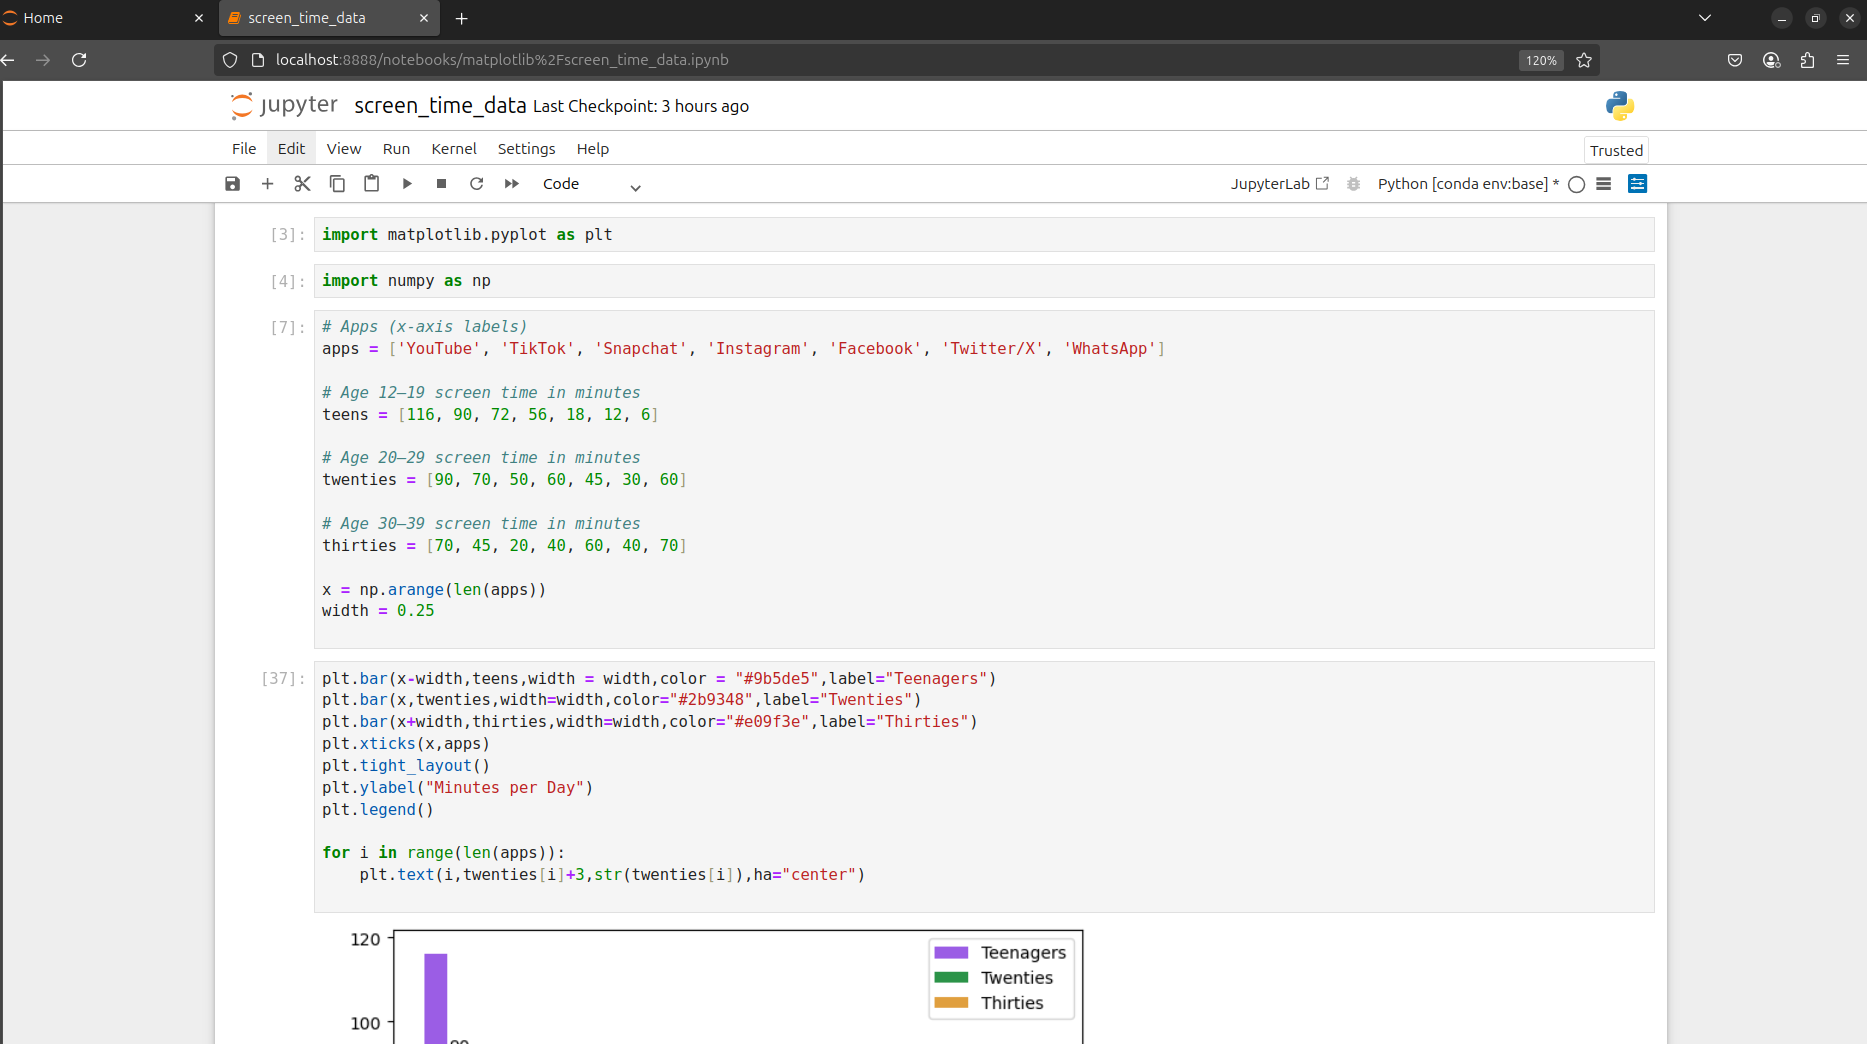 Home
screen_time_data
localhost:8888/notebooks/matplotlib%2Fscreen_time_data.ipynb
120%
jupyter screen_time_data Last Checkpoint: 3 hours ago
File Edit View Run Kernel Settings Help
Trusted
Code
JupyterLab
Python [conda env:base] *
[3]: import matplotlib.pyplot as plt
[4]: import numpy as np
[7]: # Apps (x-axis labels)
apps = ['YouTube', 'TikTok', 'Snapchat', 'Instagram', 'Facebook', 'Twitter/X', 'WhatsApp']
# Age 12–19 screen time in minutes
teens = [116, 90, 72, 56, 18, 12, 6]
# Age 20–29 screen time in minutes
twenties = [90, 70, 50, 60, 45, 30, 60]
# Age 30–39 screen time in minutes
thirties = [70, 45, 20, 40, 60, 40, 70]
x = np.arange(len(apps))
width = 0.25
[37]: plt.bar(x-width,teens,width = width,color = "#9b5de5",label="Teenagers")
plt.bar(x,twenties,width=width,color="#2b9348",label="Twenties")
plt.bar(x+width,thirties,width=width,color="#e09f3e",label="Thirties")
plt.xticks(x,apps)
plt.tight_layout()
plt.ylabel("Minutes per Day")
plt.legend()
for i in range(len(apps)):
    plt.text(i,twenties[i]+3,str(twenties[i]),ha="center")
120
Teenagers
Twenties
Thirties
100